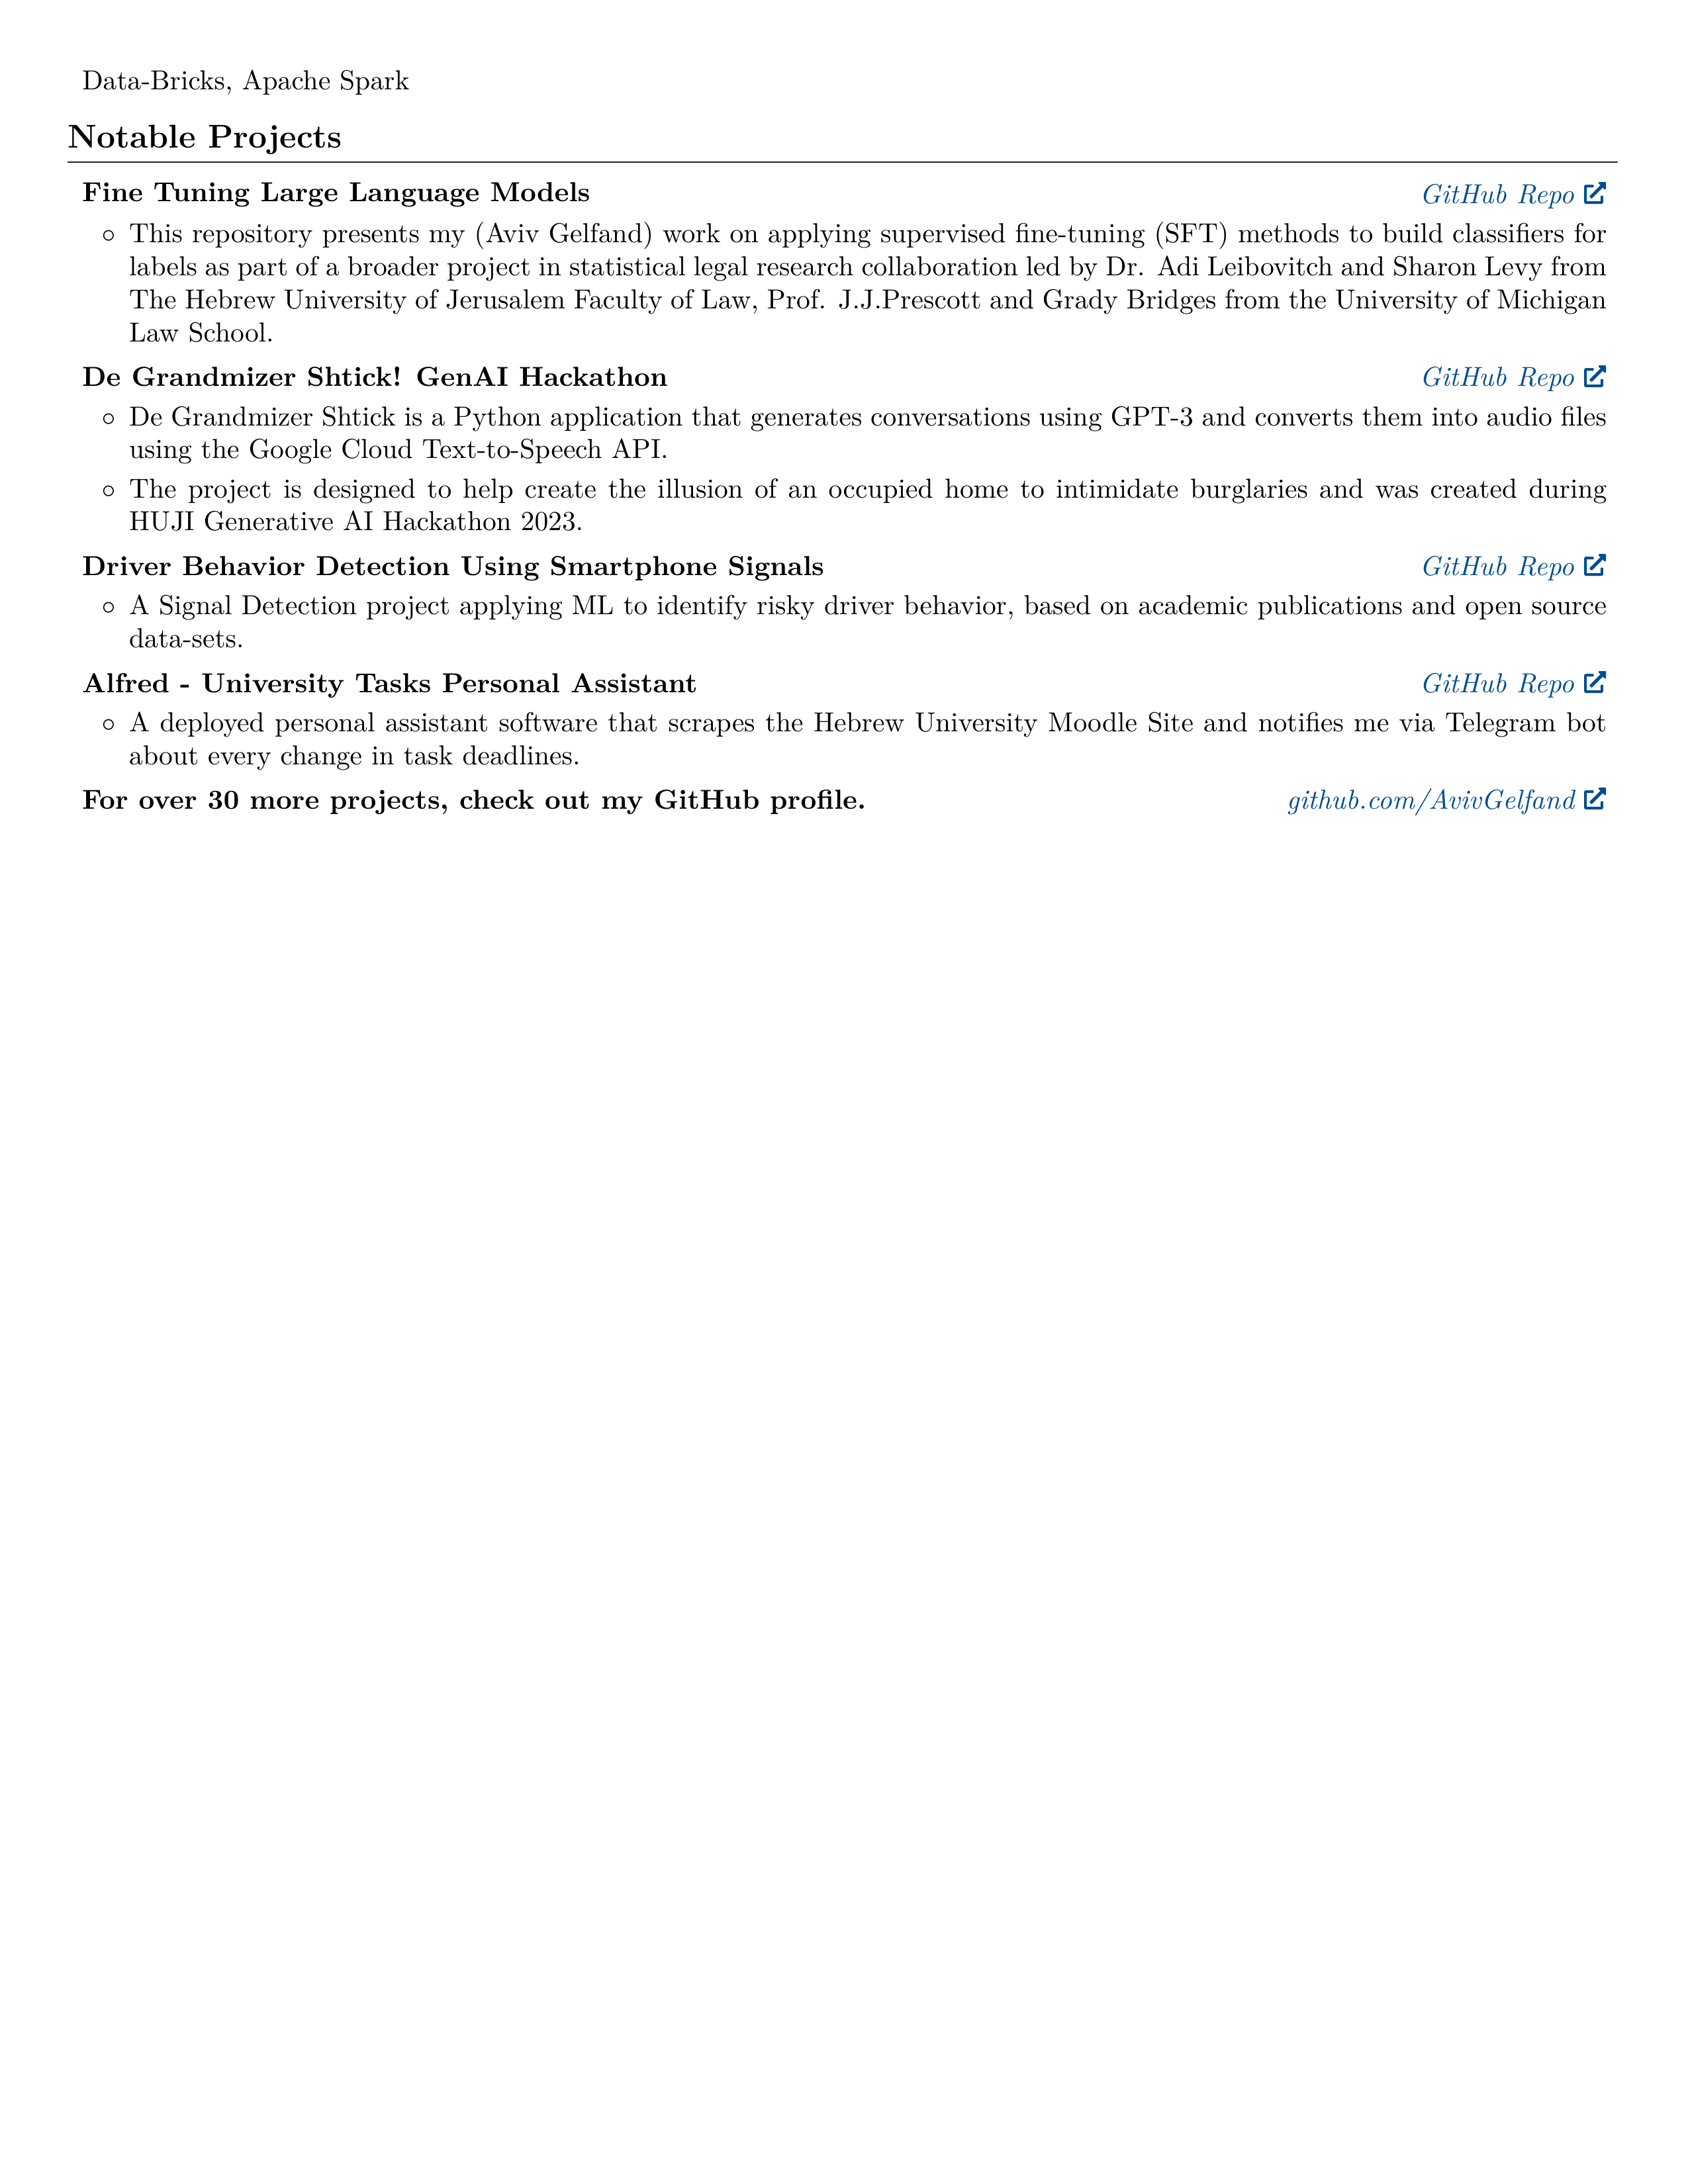 Data-Bricks, Apache Spark
Notable Projects
Fine Tuning Large Language Models GitHub Repo
○ This repository presents my (Aviv Gelfand) work on applying supervised fine-tuning (SFT) methods to build classifiers for
labels as part of a broader project in statistical legal research collaboration led by Dr. Adi Leibovitch and Sharon Levy from
The Hebrew University of Jerusalem Faculty of Law, Prof. J.J.Prescott and Grady Bridges from the University of Michigan
Law School.
De Grandmizer Shtick! GenAI Hackathon GitHub Repo
○ De Grandmizer Shtick is a Python application that generates conversations using GPT-3 and converts them into audio files
using the Google Cloud Text-to-Speech API.
○ The project is designed to help create the illusion of an occupied home to intimidate burglaries and was created during
HUJI Generative AI Hackathon 2023.
Driver Behavior Detection Using Smartphone Signals GitHub Repo
○ A Signal Detection project applying ML to identify risky driver behavior, based on academic publications and open source
data-sets.
Alfred - University Tasks Personal Assistant GitHub Repo
○ A deployed personal assistant software that scrapes the Hebrew University Moodle Site and notifies me via Telegram bot
about every change in task deadlines.
For over 30 more projects, check out my GitHub profile. github.com/AvivGelfand